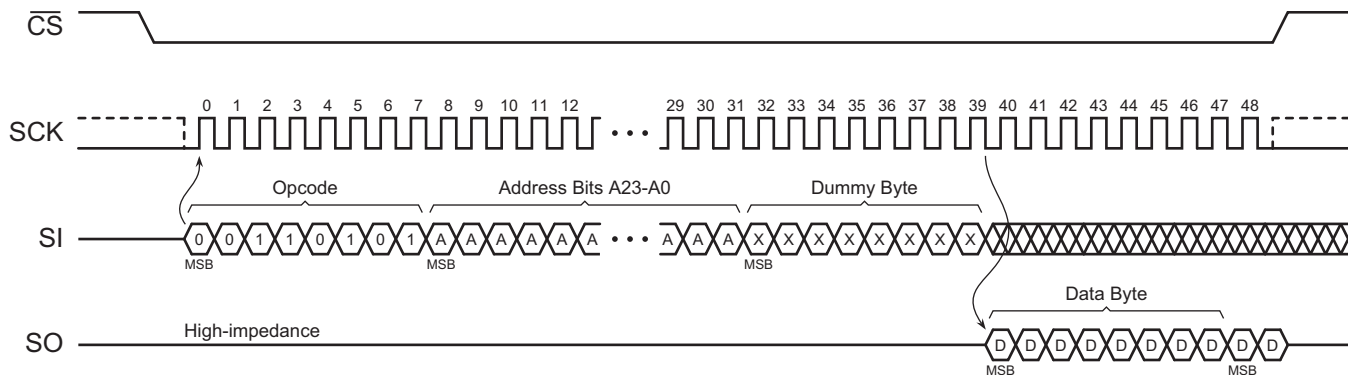 CS
0 1 2 3 4 5 6 7 8 9 10 11 12 29 30 31 32 33 34 35 36 37 38 39 40 41 42 43 44 45 46 47 48
SCK
Opcode Address Bits A23-A0 Dummy Byte
SI 0 0 1 1 0 1 0 1 A A A A A A A A A X X X X X X X X
MSB MSB MSB
Data Byte
High-impedance
SO D D D D D D D D D D
MSB MSB